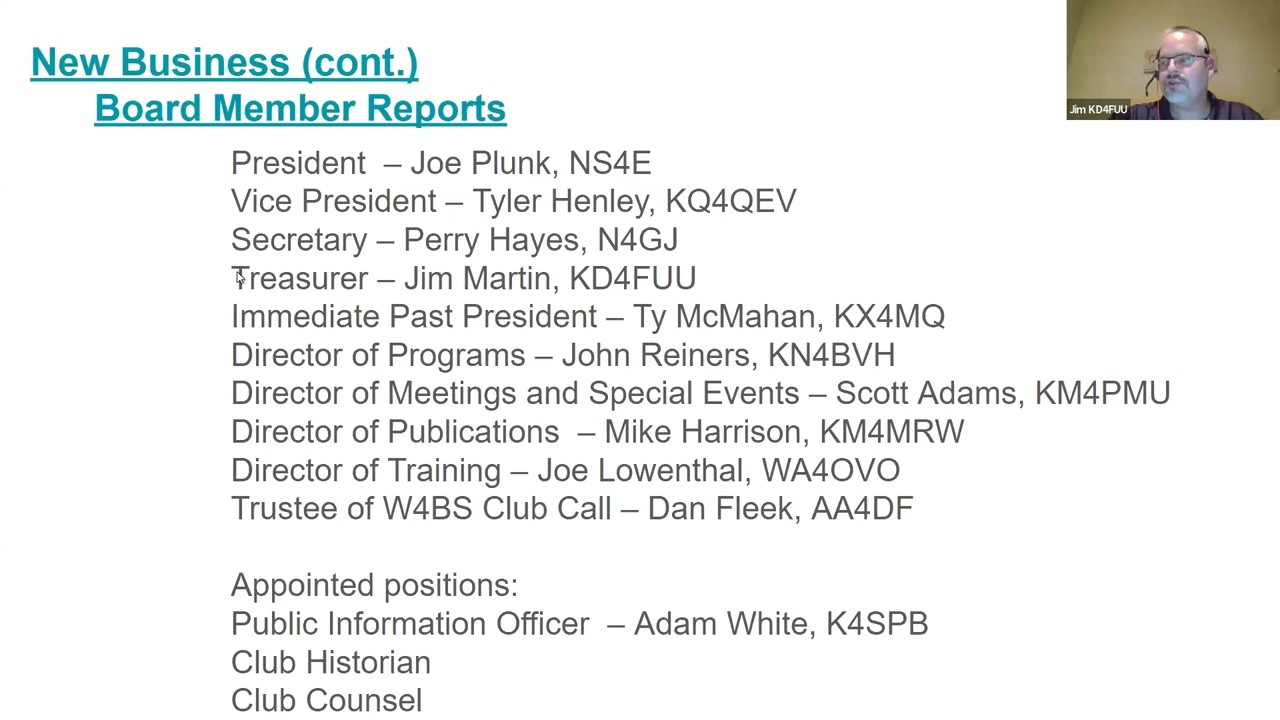 New Business (cont.)
Board Member Reports
Jim KD4FUU
President – Joe Plunk, NS4E
Vice President – Tyler Henley, KQ4QEV
Secretary – Perry Hayes, N4GJ
Treasurer – Jim Martin, KD4FUU
Immediate Past President – Ty McMahan, KX4MQ
Director of Programs – John Reiners, KN4BVH
Director of Meetings and Special Events – Scott Adams, KM4PMU
Director of Publications – Mike Harrison, KM4MRW
Director of Training – Joe Lowenthal, WA4OVO
Trustee of W4BS Club Call – Dan Fleek, AA4DF
Appointed positions:
Public Information Officer – Adam White, K4SPB
Club Historian
Club Counsel